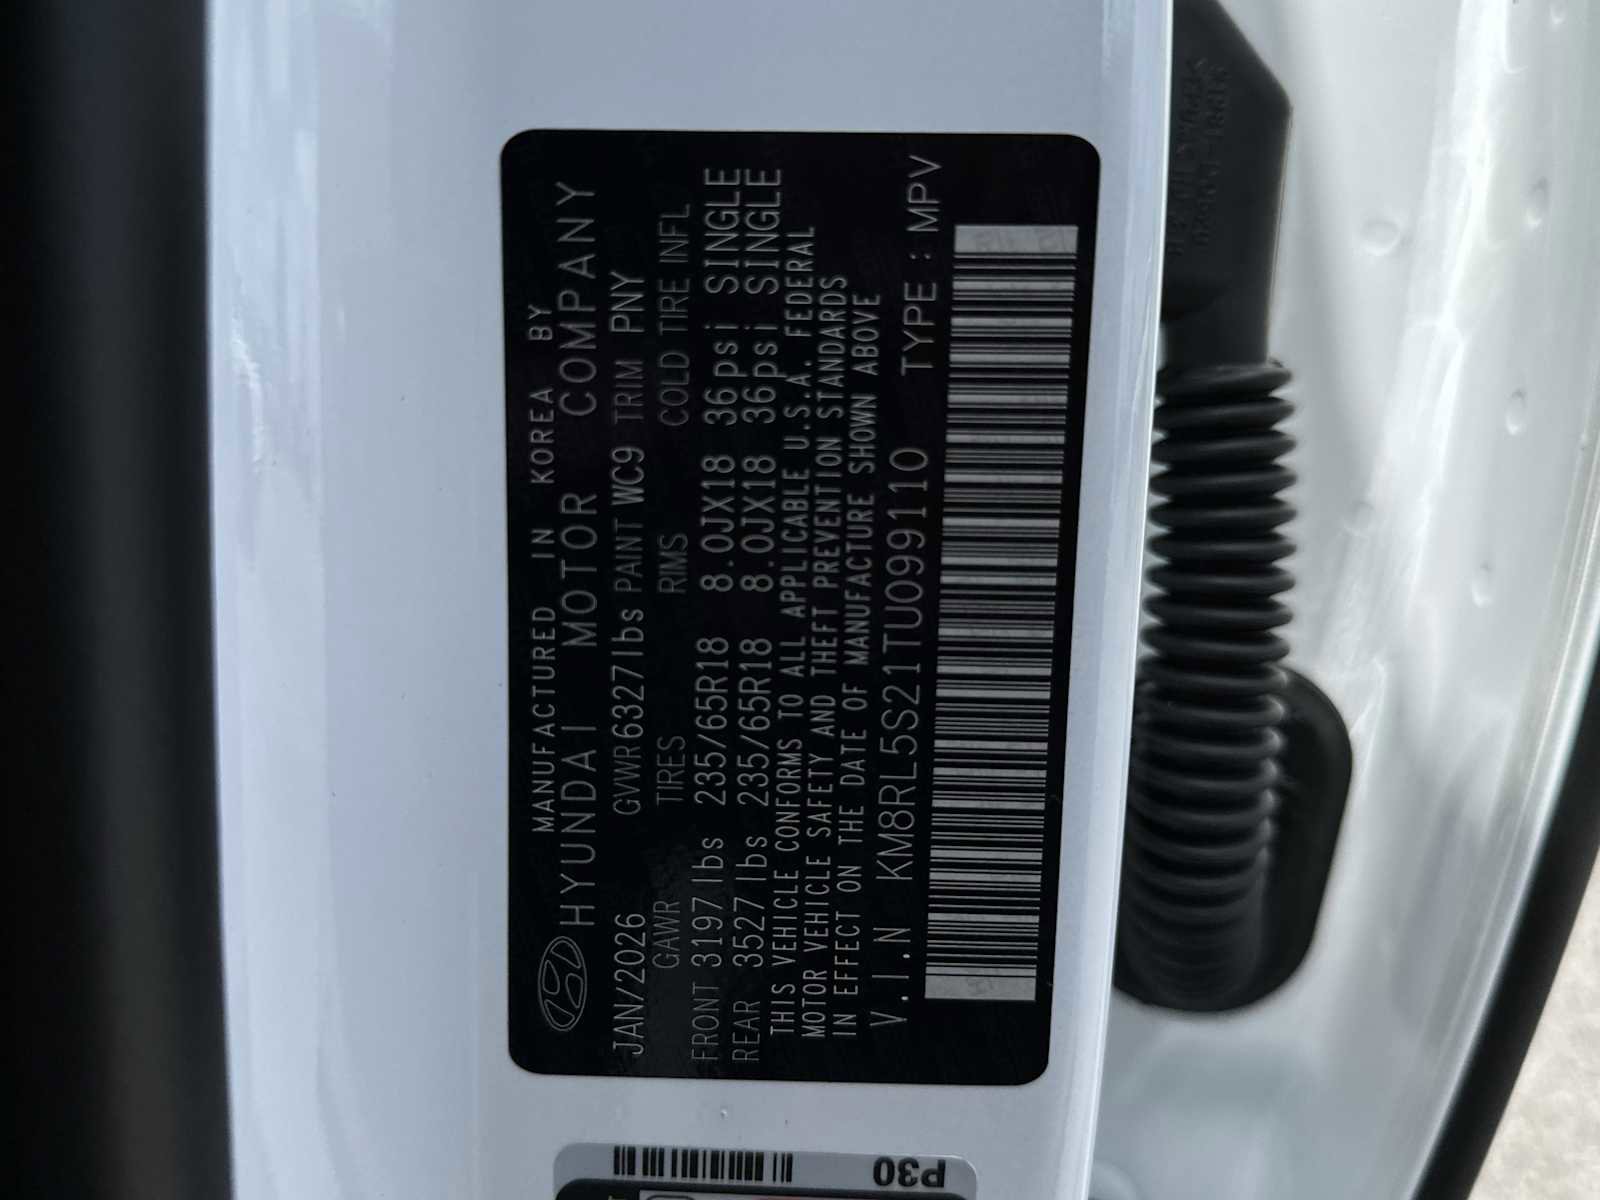 MANUFACTURED IN KOREA BY
HYUNDAI MOTOR COMPANY
JAN/2026 GVWR6327lbs PAINT WC9 TRIM PNY
GAWR TIRES RMS COLD TIRE INFL
FRONT 3197lbs 235/65R18 8.0JX18 36psi SINGLE
REAR 3527lbs 235/65R18 8.0JX18 36psi SINGLE
THIS VEHICLE CONFORMS TO ALL APPLICABLE U.S.A. FEDERAL
MOTOR VEHICLE SAFETY AND THEFT PREVENTION STANDARDS
IN EFFECT ON THE DATE OF MANUFACTURE SHOWN ABOVE
V.I.N KM8RL5S21TU099110 TYPE : MPV
P30